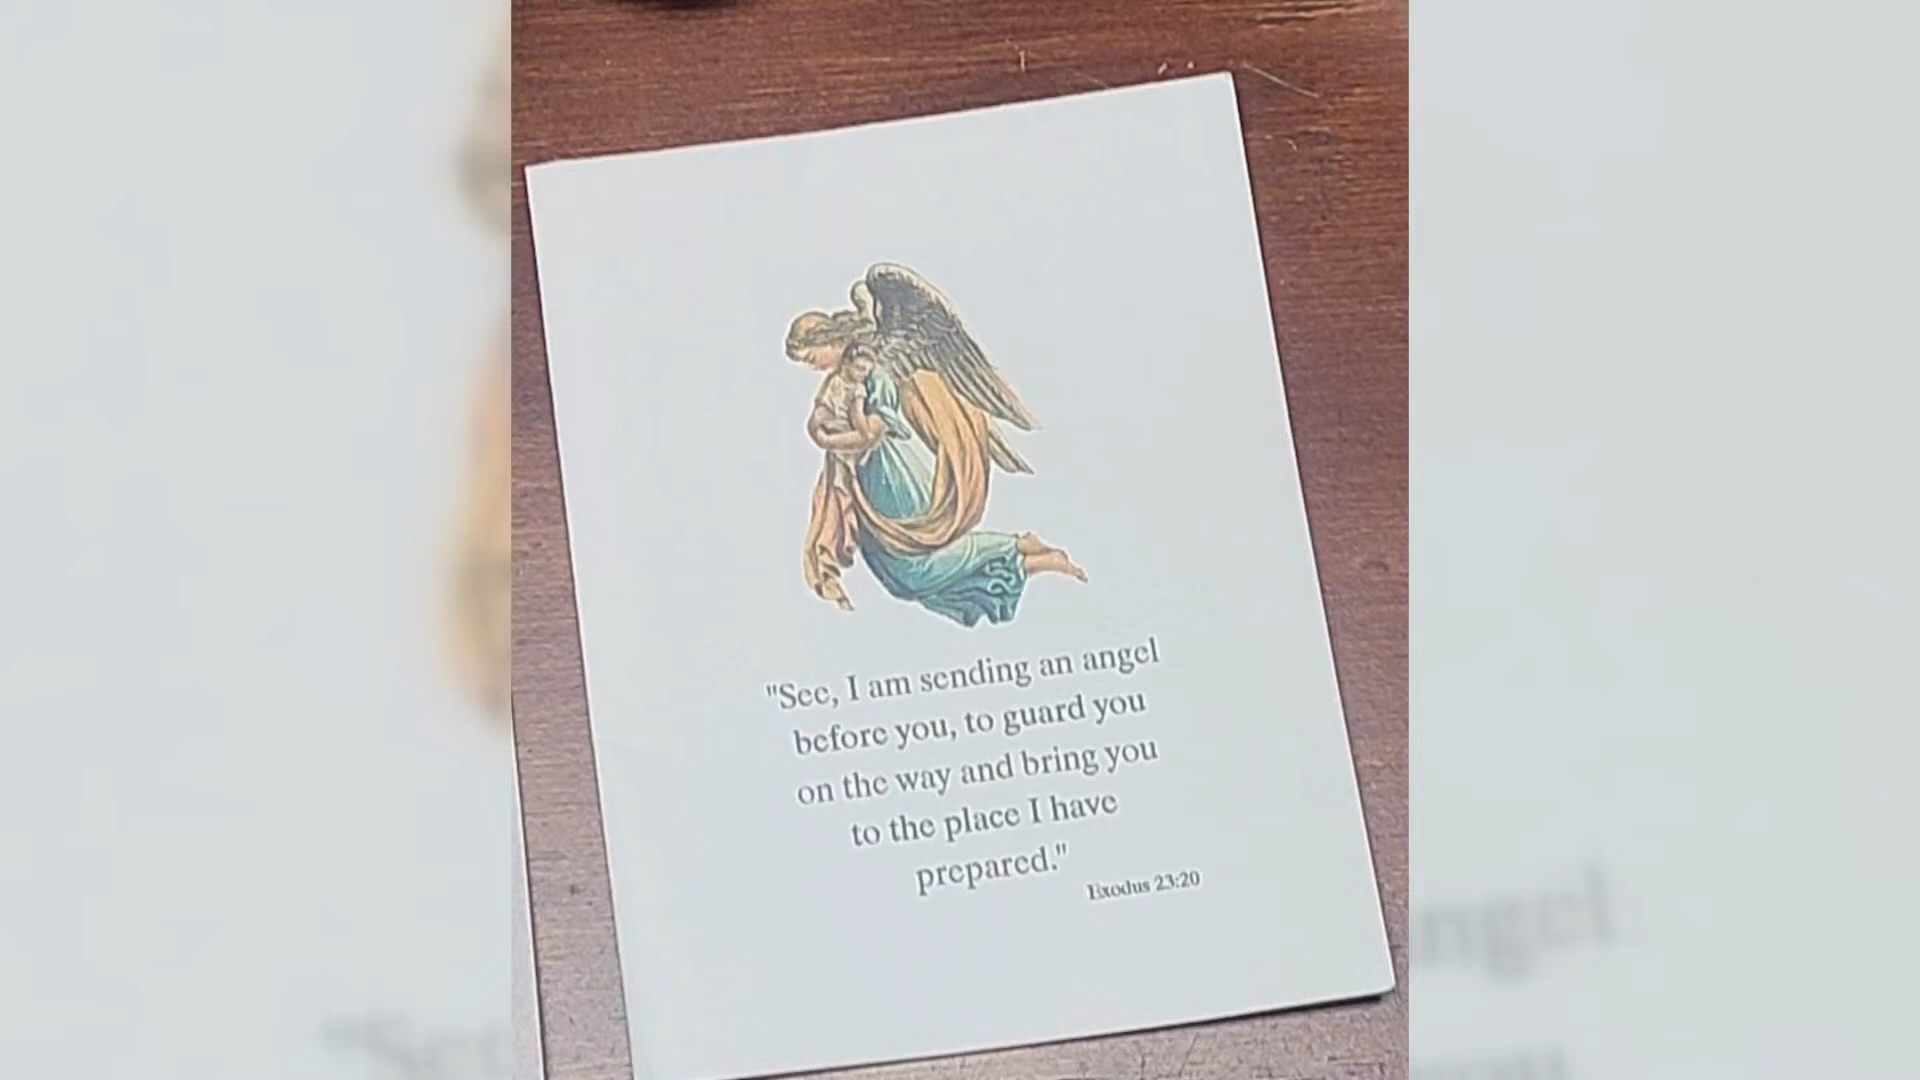 "See, I am sending an angel
before you, to guard you
on the way and bring you
to the place I have
prepared."
Exodus 23:20